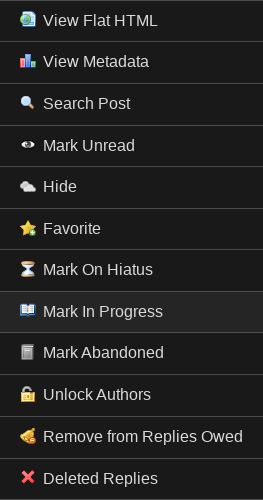 View Flat HTML
View Metadata
Search Post
Mark Unread
Hide
Favorite
Mark On Hiatus
Mark In Progress
Mark Abandoned
Unlock Authors
Remove from Replies Owed
Deleted Replies